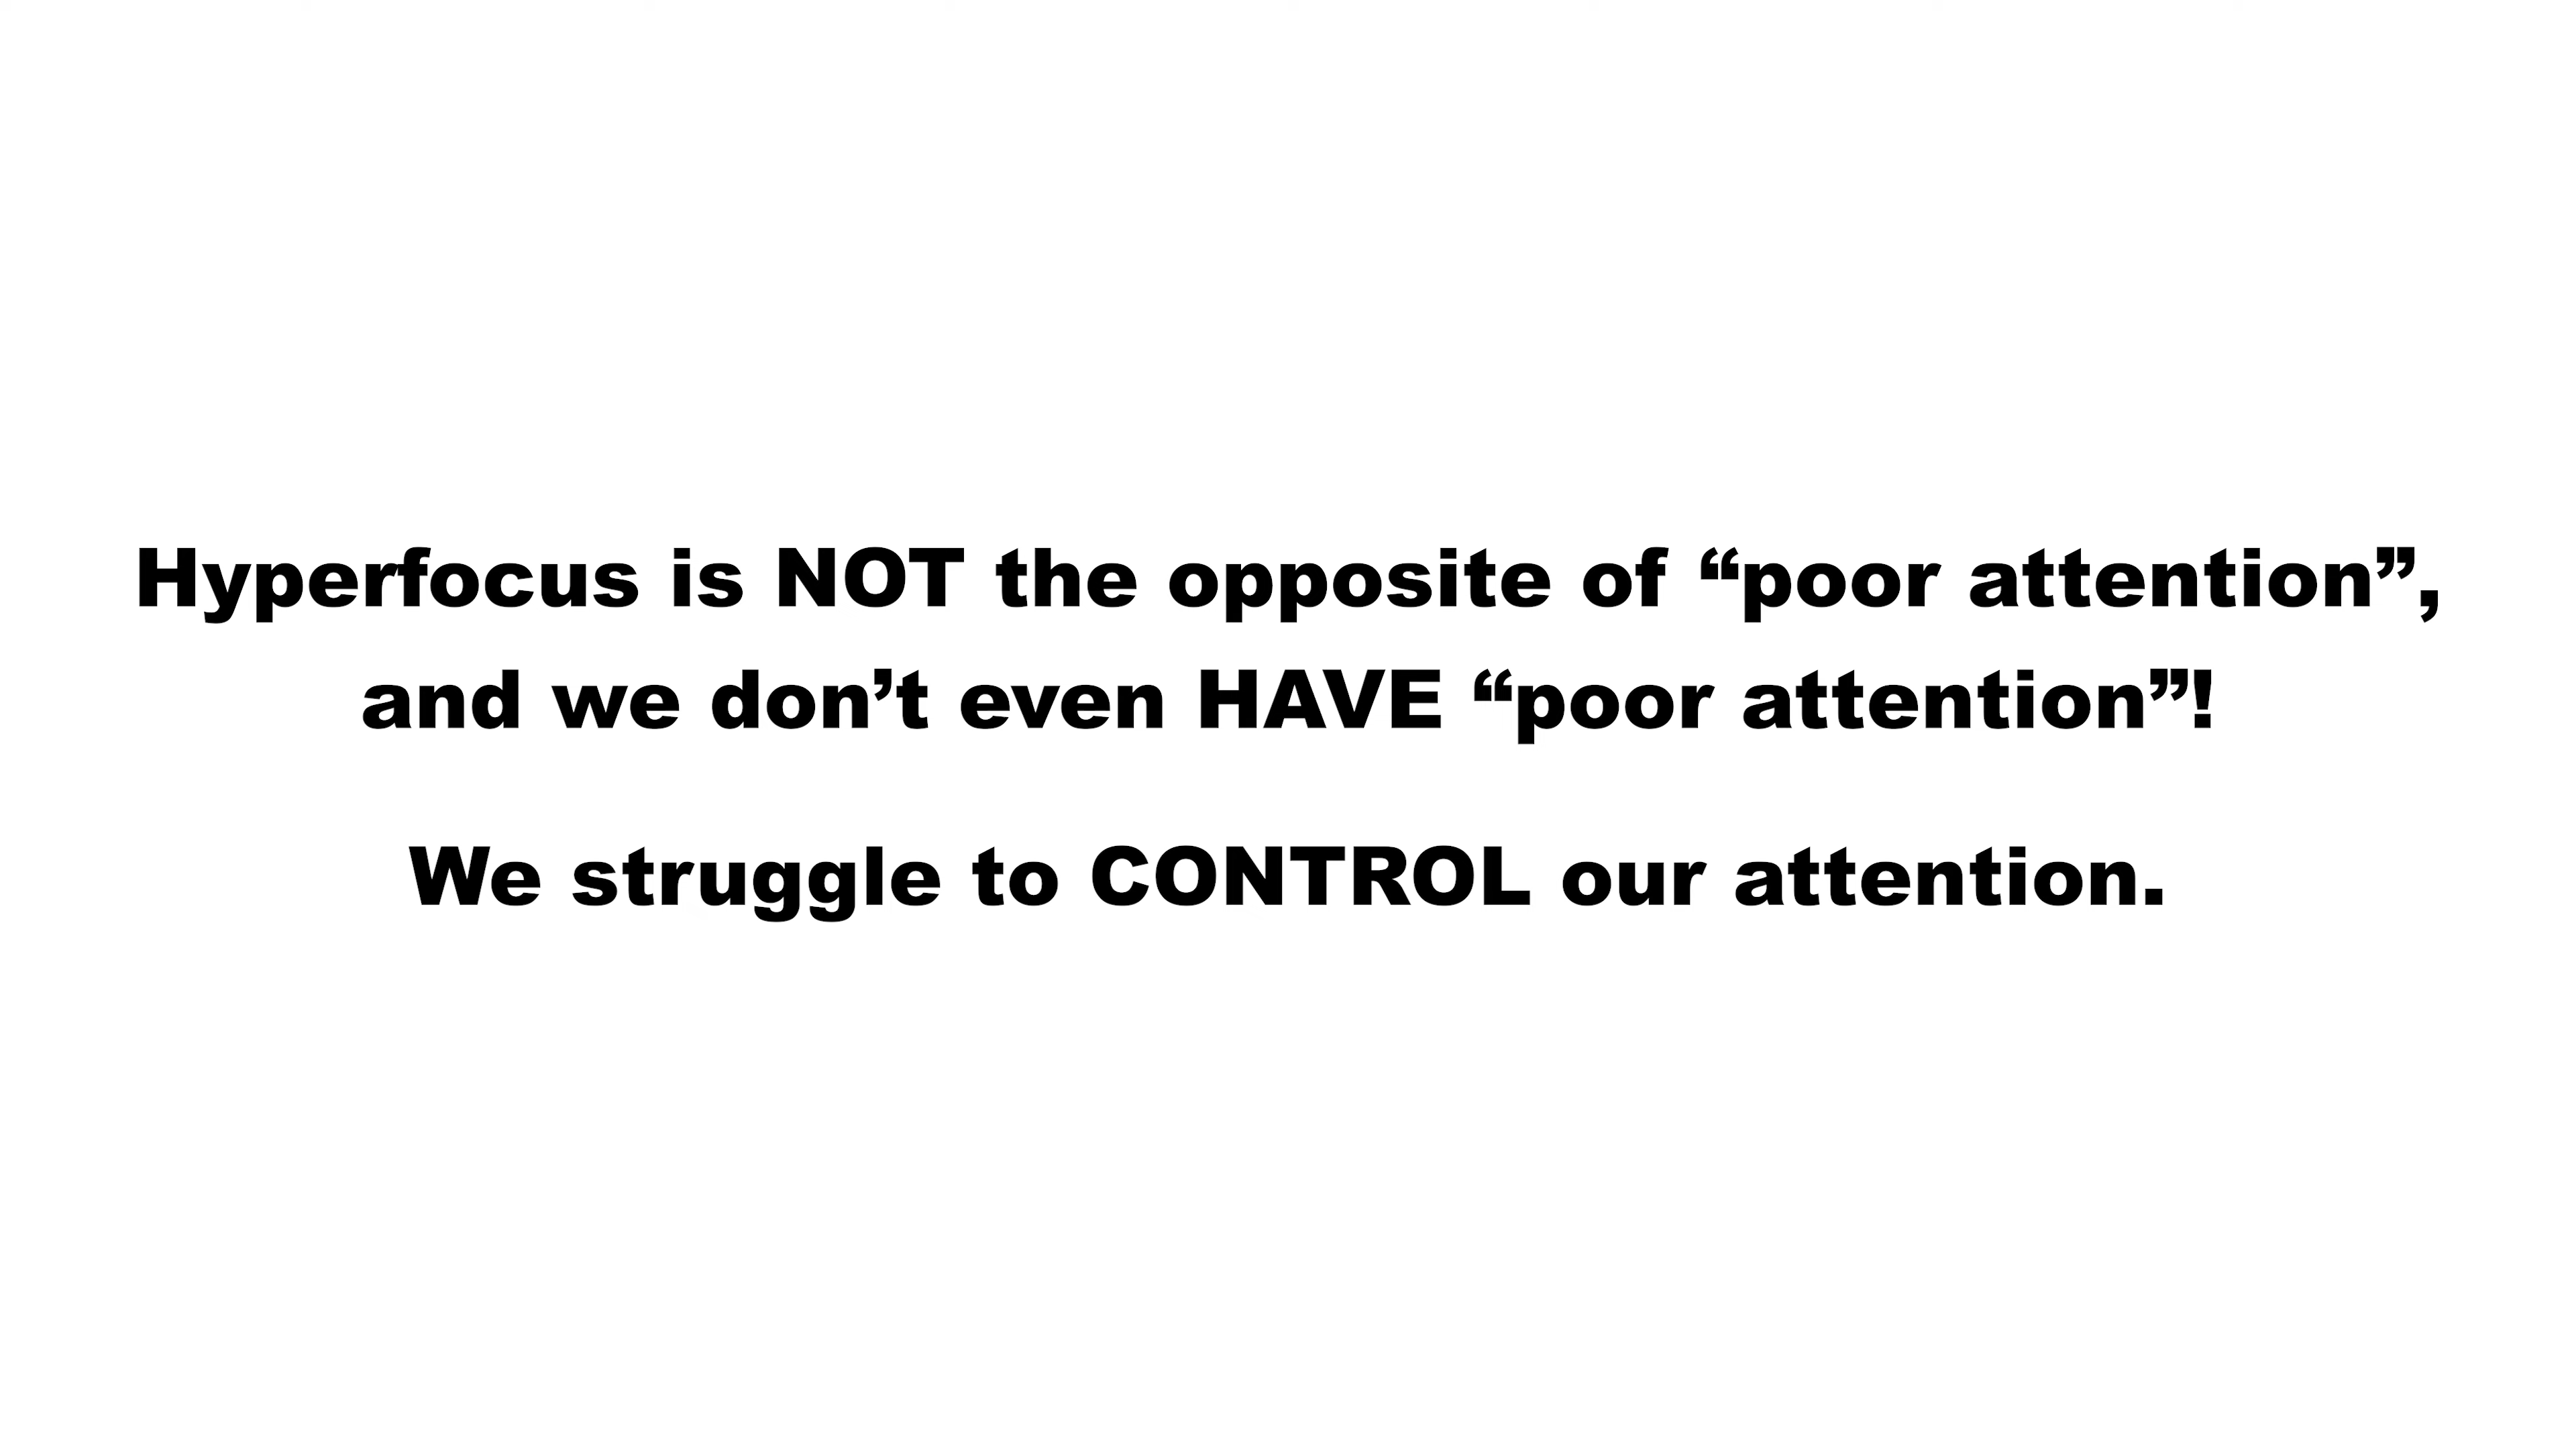 Hyperfocus is NOT the opposite of “poor attention”,
and we don’t even HAVE “poor attention”!
We struggle to CONTROL our attention.